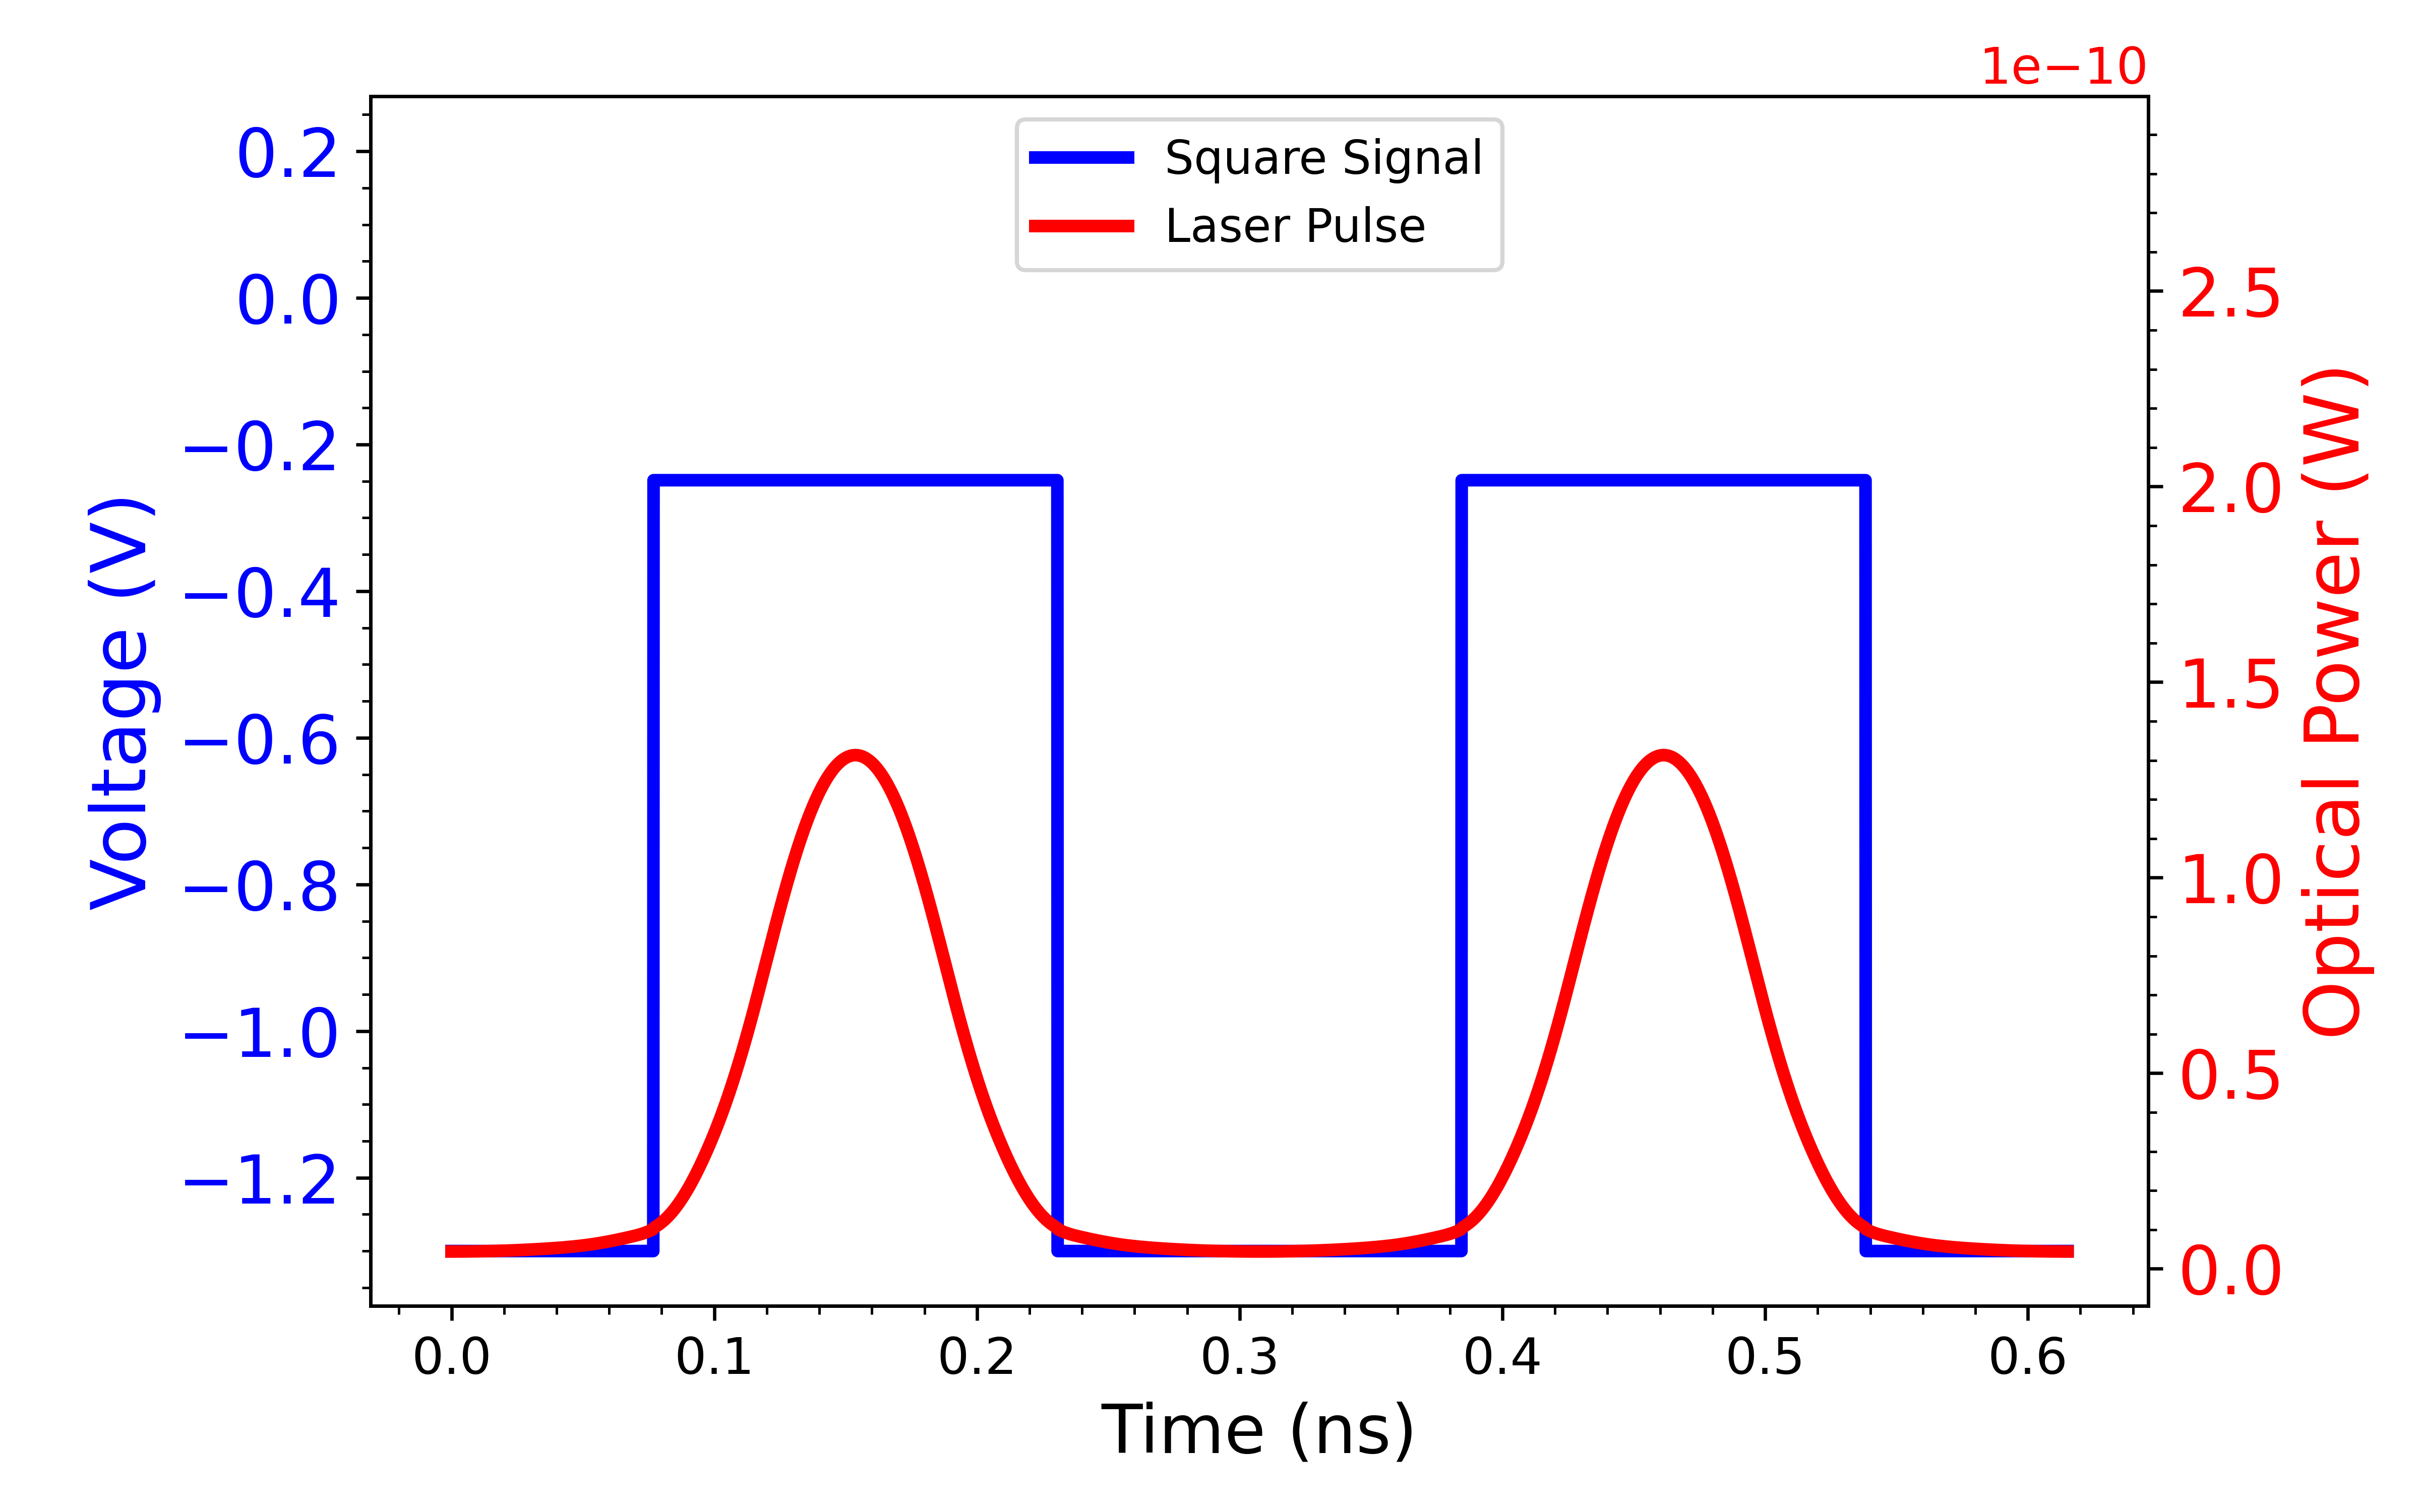 1e−10
Square Signal
Laser Pulse
Voltage (V)
0.2
0.0
−0.2
−0.4
−0.6
−0.8
−1.0
−1.2
2.5
2.0
1.5
1.0
0.5
0.0
Optical Power (W)
0.0 0.1 0.2 0.3 0.4 0.5 0.6
Time (ns)